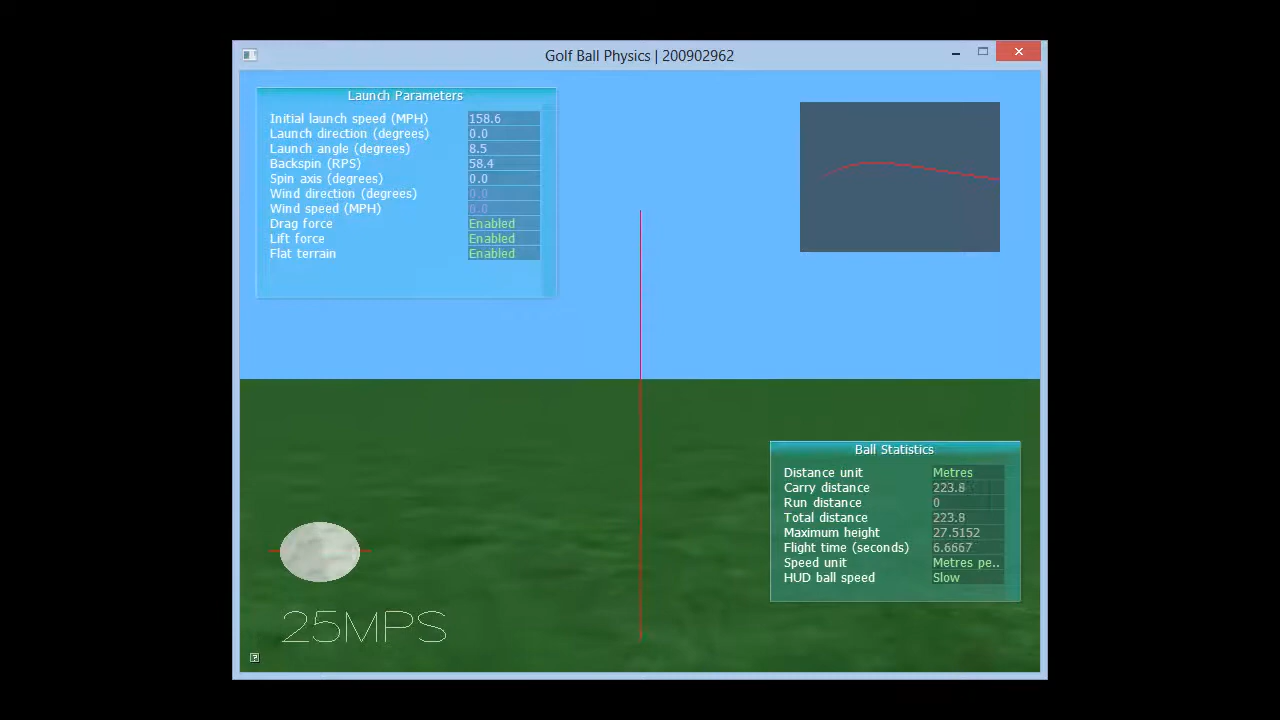 Golf Ball Physics | 200902962
Launch Parameters
Initial launch speed (MPH) 158.6
Launch direction (degrees) 0.0
Launch angle (degrees) 8.5
Backspin (RPS) 58.4
Spin axis (degrees) 0.0
Wind direction (degrees) 0.0
Wind speed (MPH)
Drag force Enabled
Lift force Enabled
Flat terrain Enabled
Ball Statistics
Distance unit Metres
Carry distance 223.8
Run distance 0
Total distance 223.8
Maximum height 27.5152
Flight time (seconds) 6.6667
Speed unit Metres pe..
HUD ball speed Slow
25MPS
?